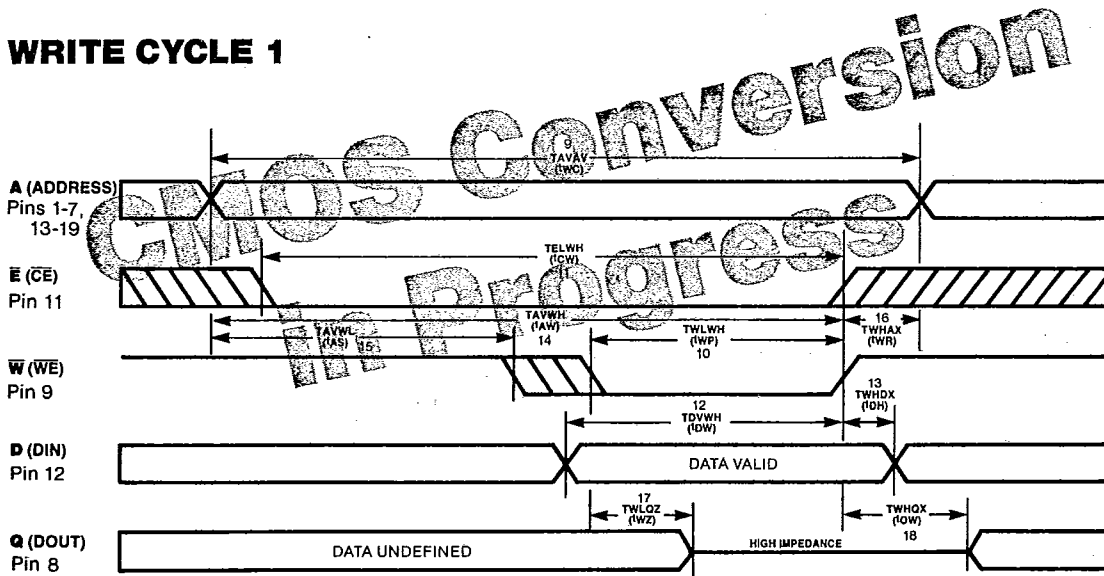 WRITE CYCLE 1
CMOS Conversion
in Progress
9
TAVAV
(tWC)
A (ADDRESS)
Pins 1-7,
13-19
TELWH
(tCW)
11
E (CE)
Pin 11
TAVWH
(tAW)
14
TAVWL
(tAS)
15
TWLWH
(tWP)
10
16
TWHAX
(tWR)
W (WE)
Pin 9
12
TDVWH
(tDW)
13
TWHDX
(tDH)
D (DIN)
Pin 12
DATA VALID
17
TWLQZ
(tWZ)
TWHQX
(tOW)
18
Q (DOUT)
Pin 8
DATA UNDEFINED
HIGH IMPEDANCE